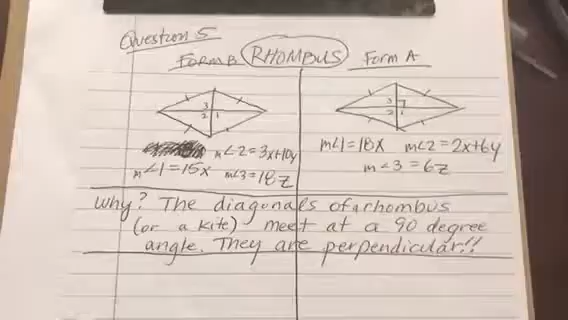 Question 5
FORM B RHOMBUS Form A
3
2 1
3
2 1
m∠2=3x+10y
m∠1=15x m∠3=18z
m∠1=18x m∠2=2x+6y
m∠3=6z
Why? The diagonals of a rhombus
(or a kite) meet at a 90 degree
angle. They are perpendicular!!